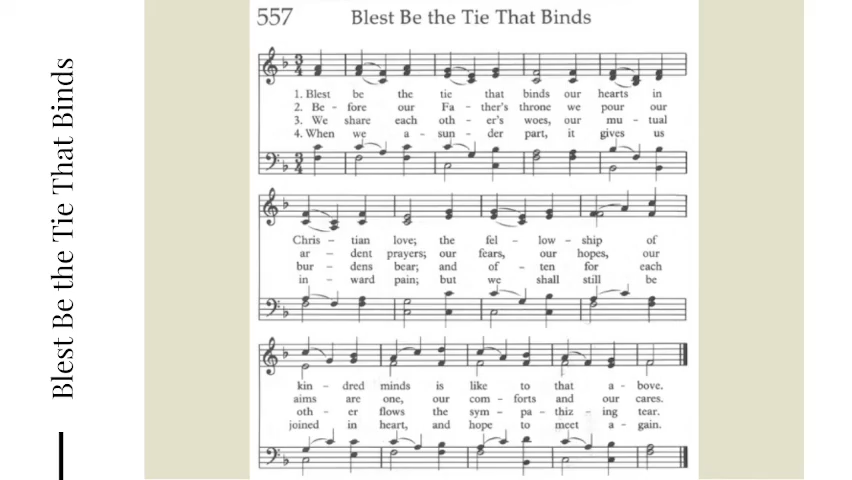 Blest Be the Tie That Binds
557 Blest Be the Tie That Binds
1. Blest be the tie that binds our hearts in
2. Be - fore our Fa - ther's throne we pour our
3. We share each oth - er's woes, our mu - tual
4. When we a - sun - der part, it gives us
Chris - tian love; the fel - low - ship of
ar - dent prayers; our fears, our hopes, our
bur - dens bear; and of - ten for each
in - ward pain; but we shall still be
kin - dred minds is like to that a - bove.
aims are one, our com - forts and our cares.
oth - er flows the sym - pa - thiz - ing tear.
joined in heart, and hope to meet a - gain.